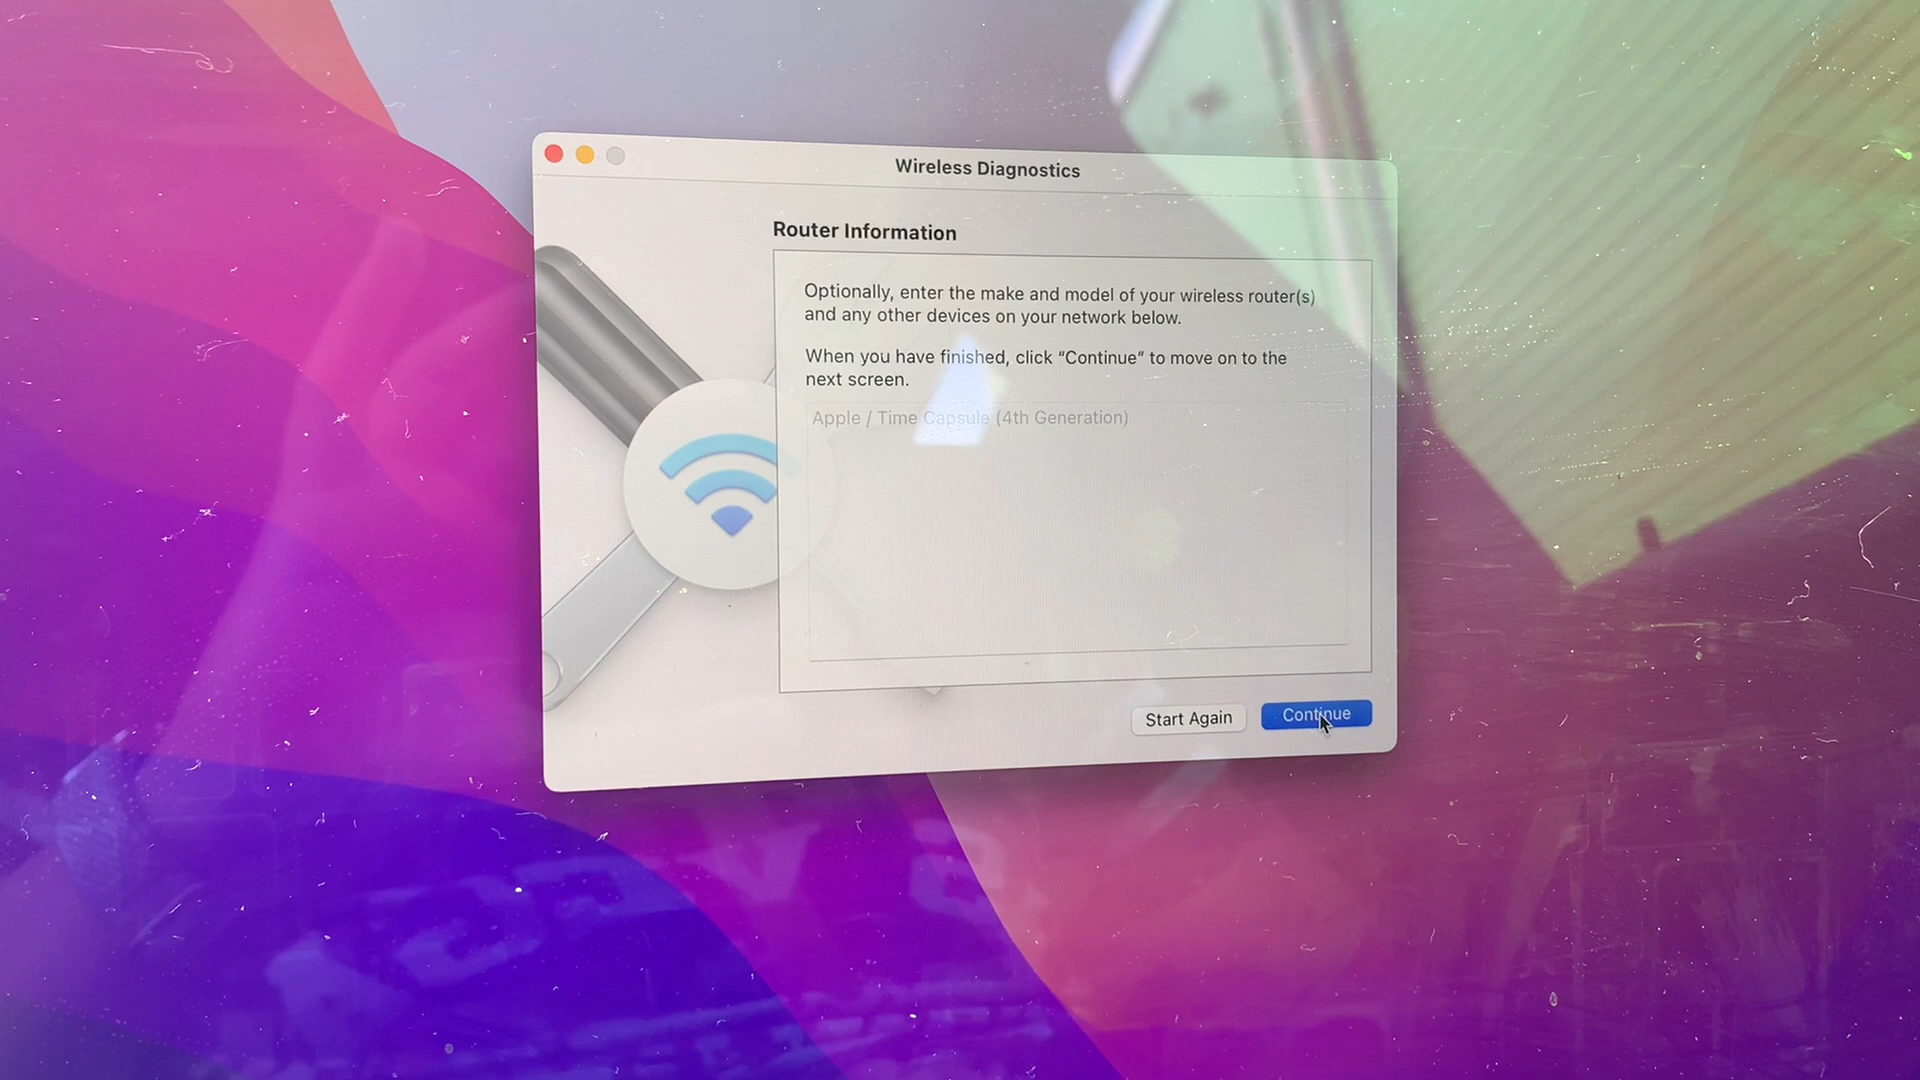 Wireless Diagnostics
Router Information
Optionally, enter the make and model of your wireless router(s)
and any other devices on your network below.
When you have finished, click “Continue” to move on to the
next screen.
Apple / Time Capsule (4th Generation)
Start Again
Continue